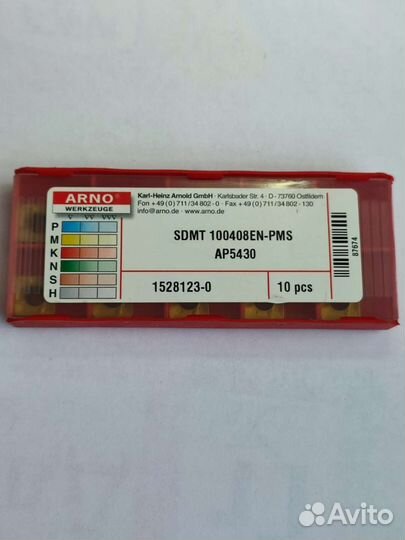 ARNO®
WERKZEUGE
Karl-Heinz Arnold GmbH · Karlsbader Str. 4 · D - 73760 Ostfildern
Fon +49 (0) 711/34 802 - 0 · Fax +49 (0) 711/34 802 - 130
info@arno.de · www.arno.de
P
M
K
N
S
H
SDMT 100408EN-PMS
AP5430
87674
1528123-0
10 pcs
Avito